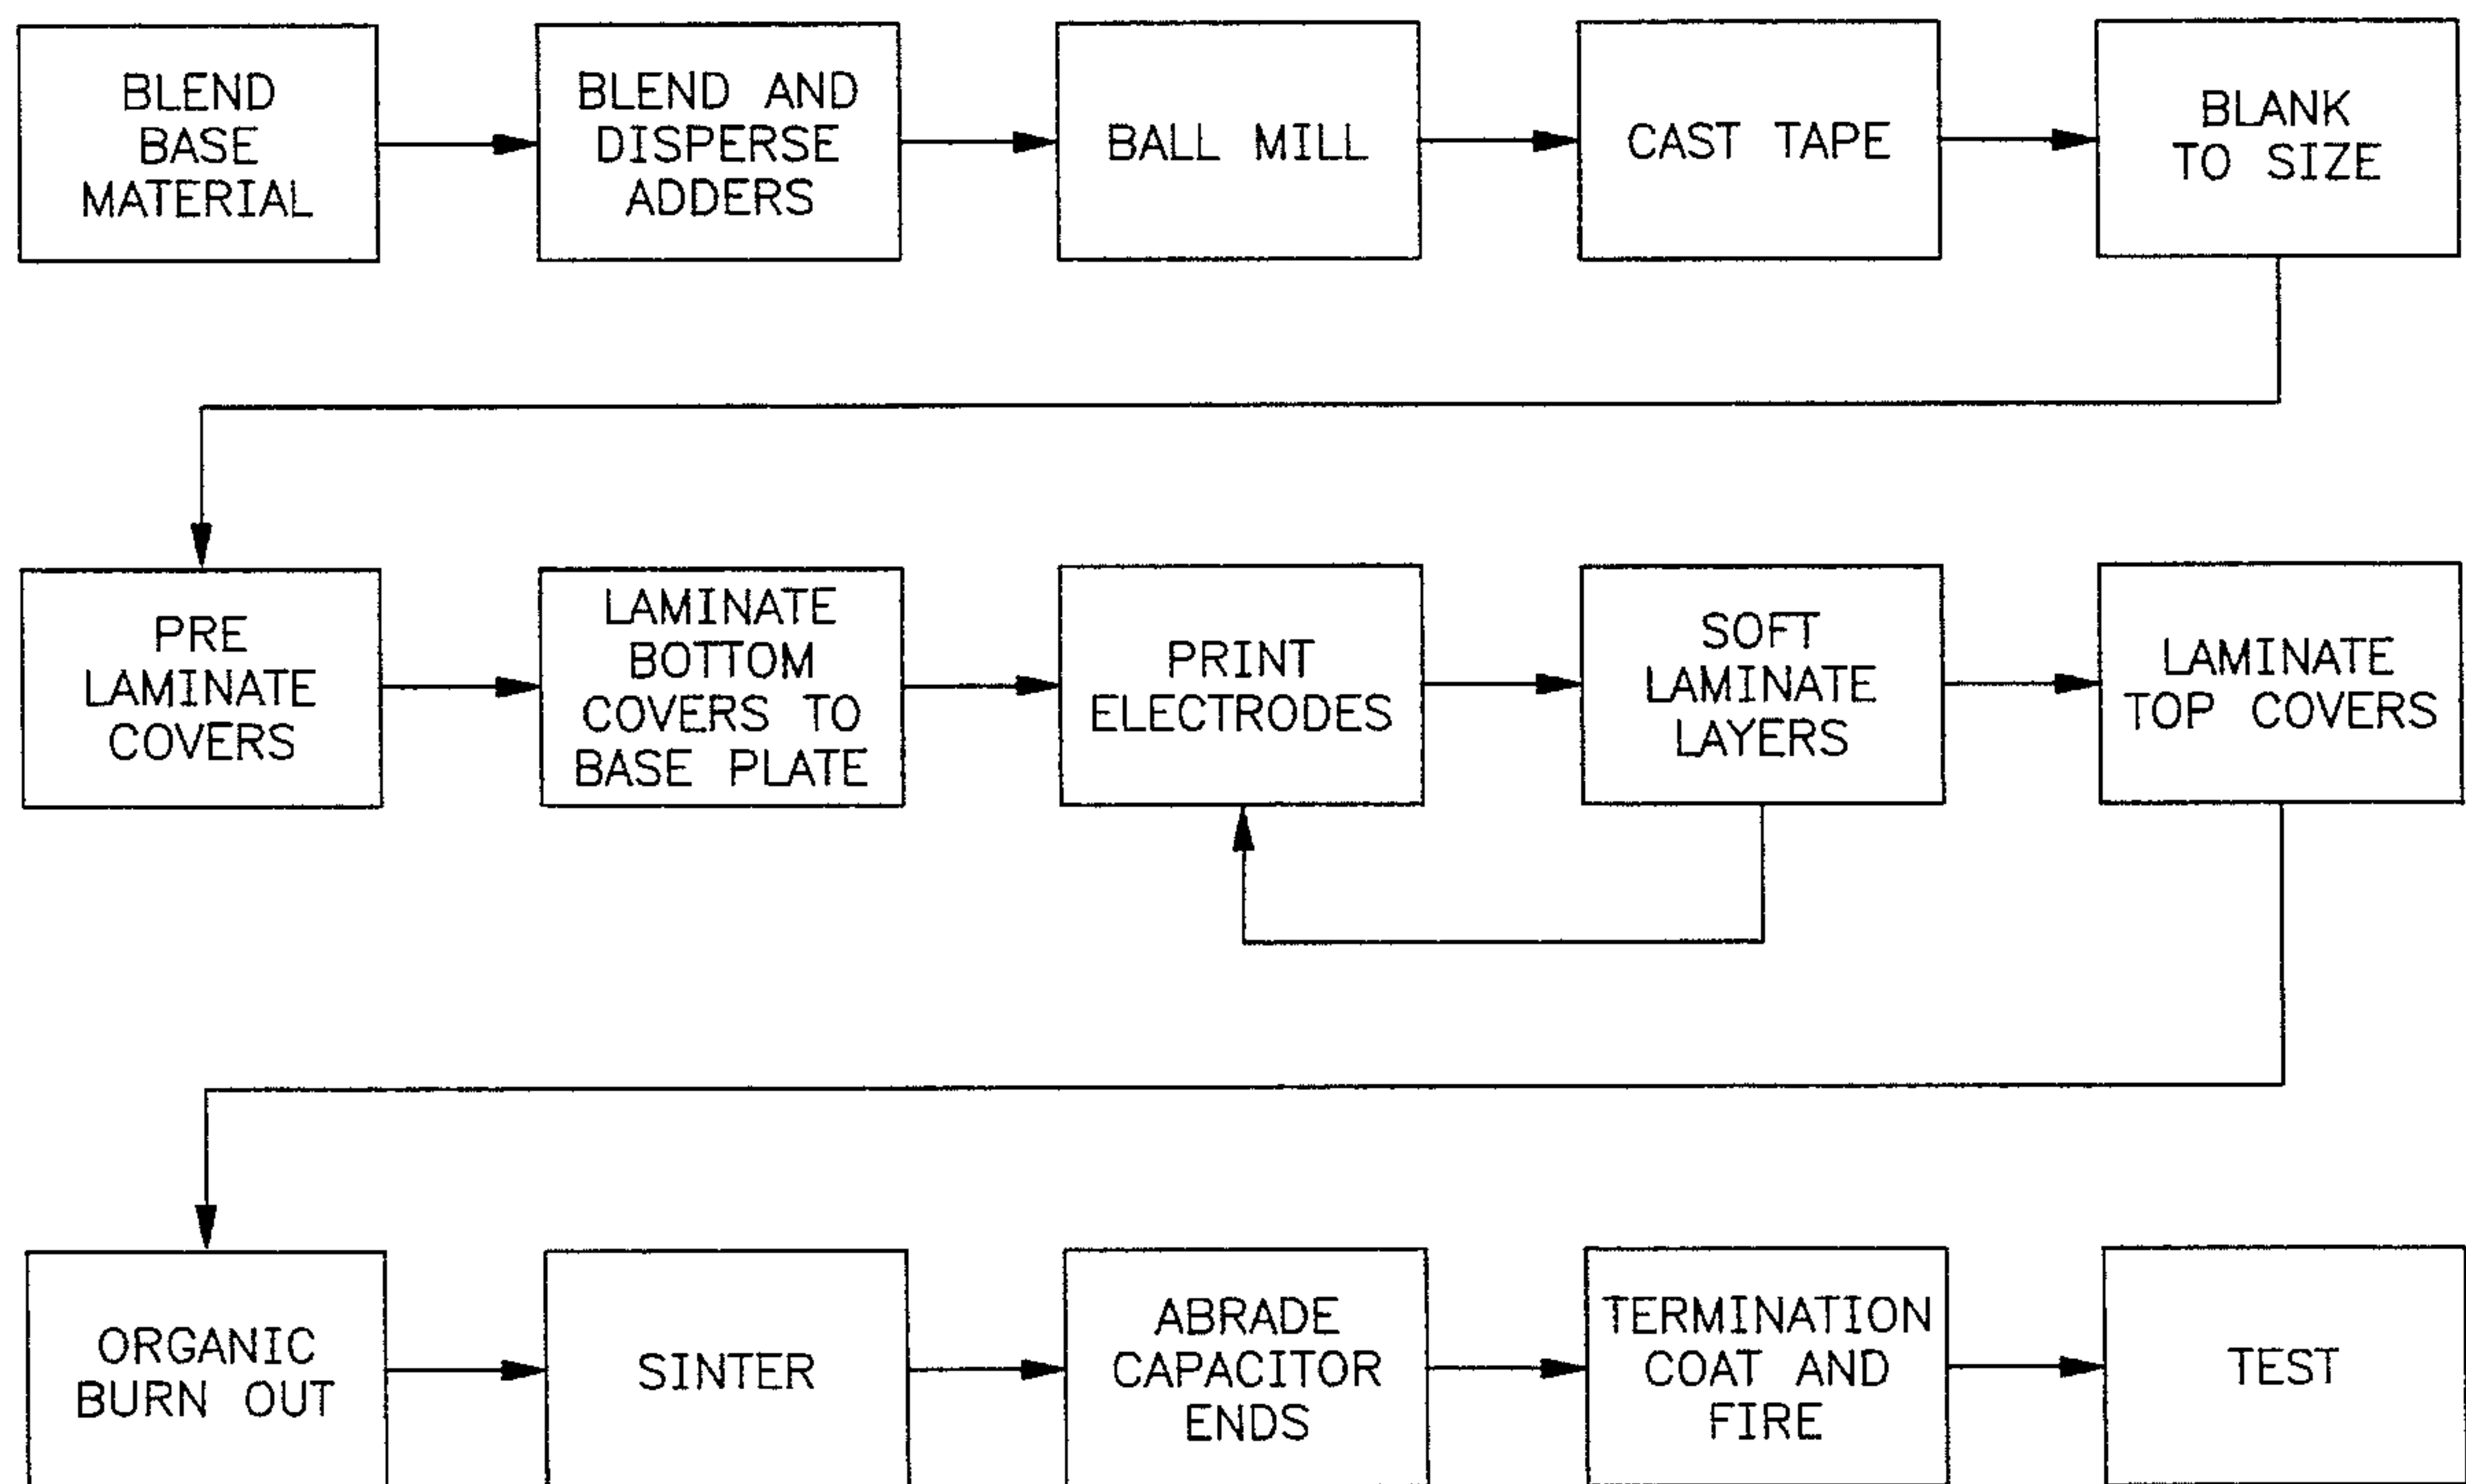 BLEND
BASE
MATERIAL
BLEND AND
DISPERSE
ADDERS
BALL MILL
CAST TAPE
BLANK
TO SIZE
PRE
LAMINATE
COVERS
LAMINATE
BOTTOM
COVERS TO
BASE PLATE
PRINT
ELECTRODES
SOFT
LAMINATE
LAYERS
LAMINATE
TOP COVERS
ORGANIC
BURN OUT
SINTER
ABRADE
CAPACITOR
ENDS
TERMINATION
COAT AND
FIRE
TEST